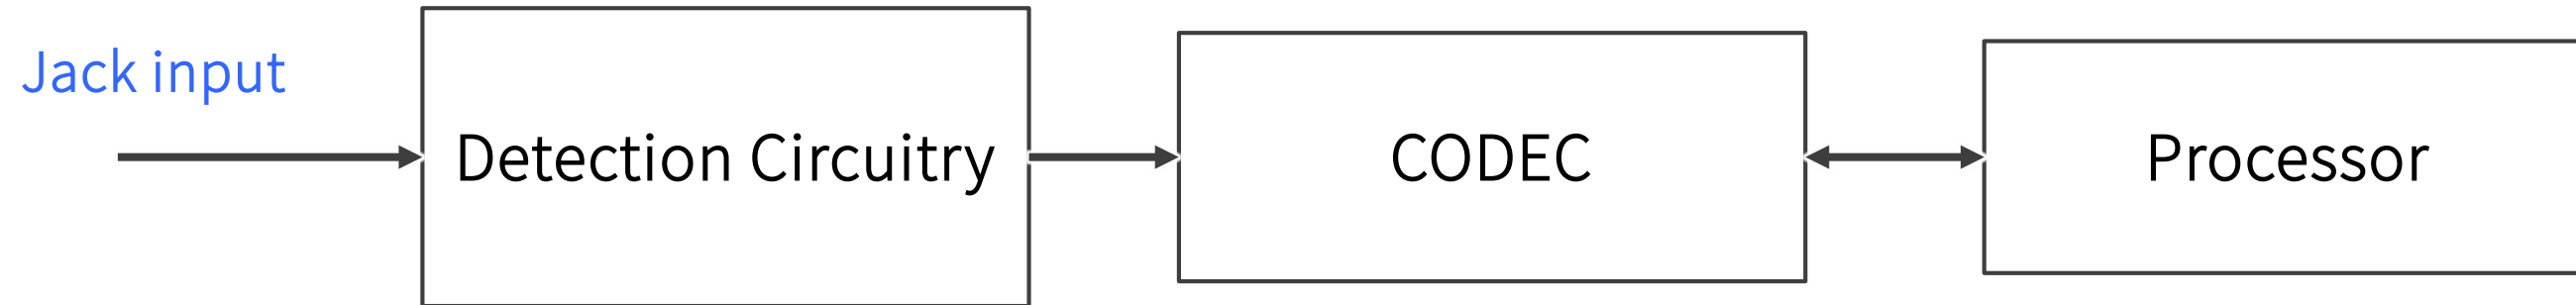 Jack input
Detection Circuitry
CODEC
Processor